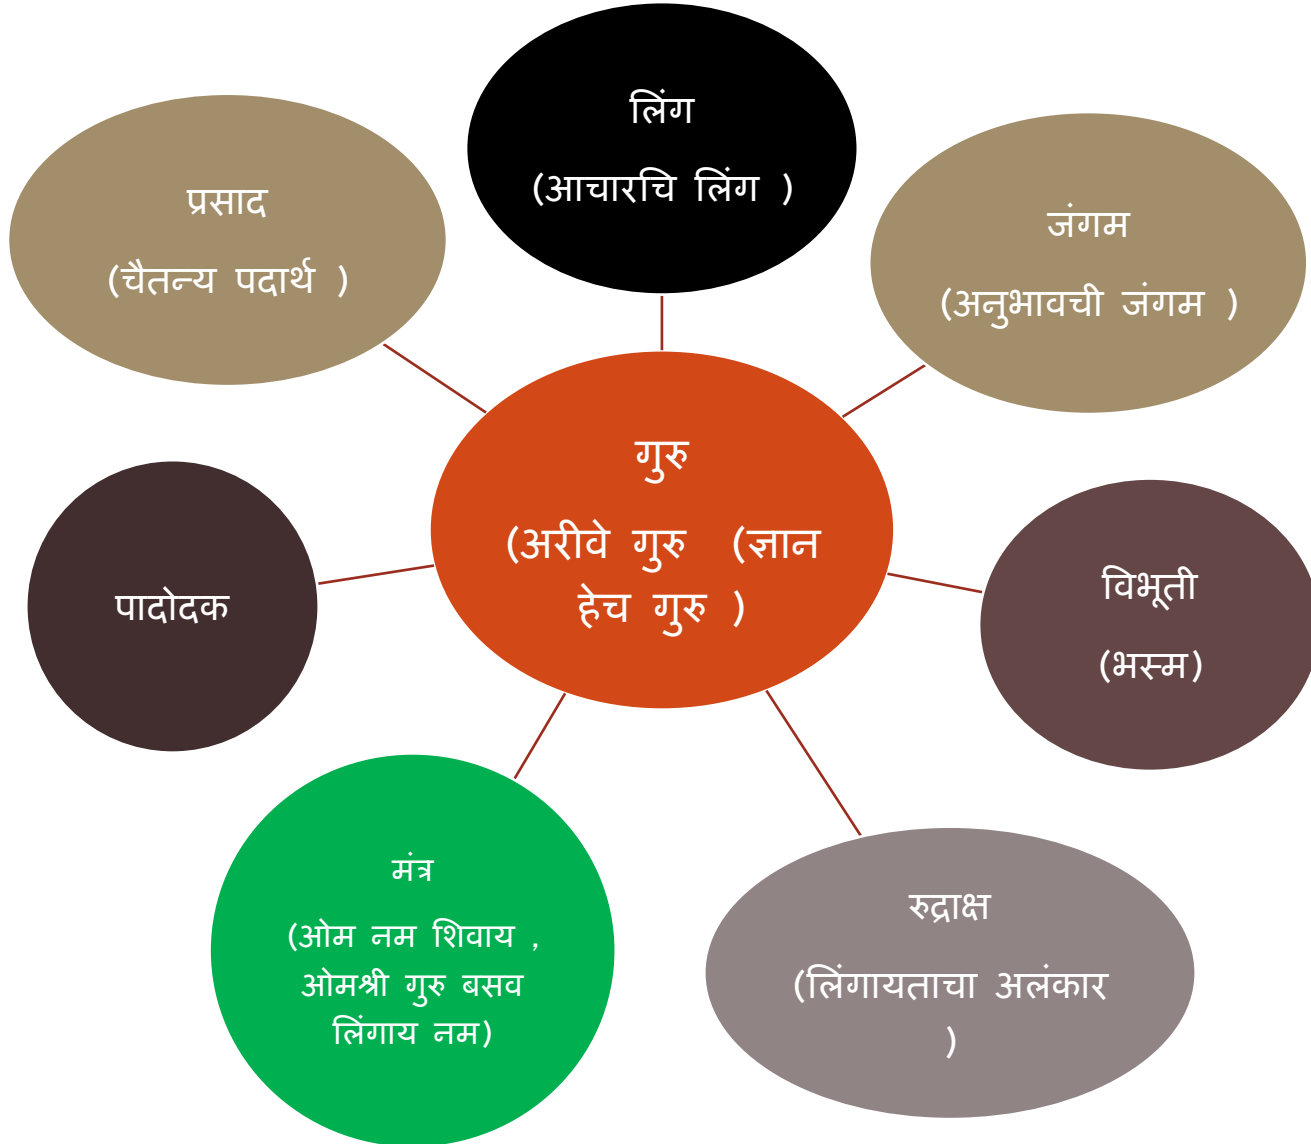 लिंग
(आचारचि लिंग )
प्रसाद
(चैतन्य पदार्थ )
जंगम
(अनुभावची जंगम )
गुरु
(अरीवे गुरु (ज्ञान
हेच गुरु )
विभूती
(भस्म)
पादोदक
मंत्र
(ओम नम शिवाय ,
ओमश्री गुरु बसव
लिंगाय नम)
रुद्राक्ष
(लिंगायताचा अलंकार
)